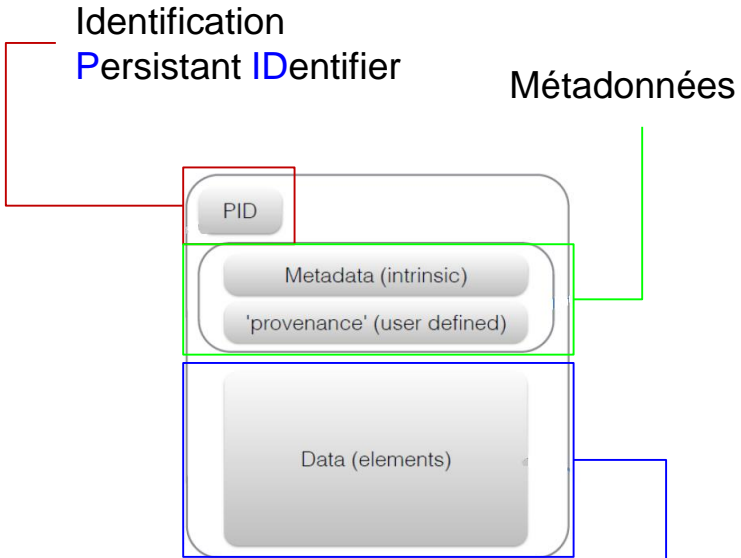 Identification
Persistant IDentifier
Métadonnées
PID
Metadata (intrinsic)
'provenance' (user defined)
Data (elements)